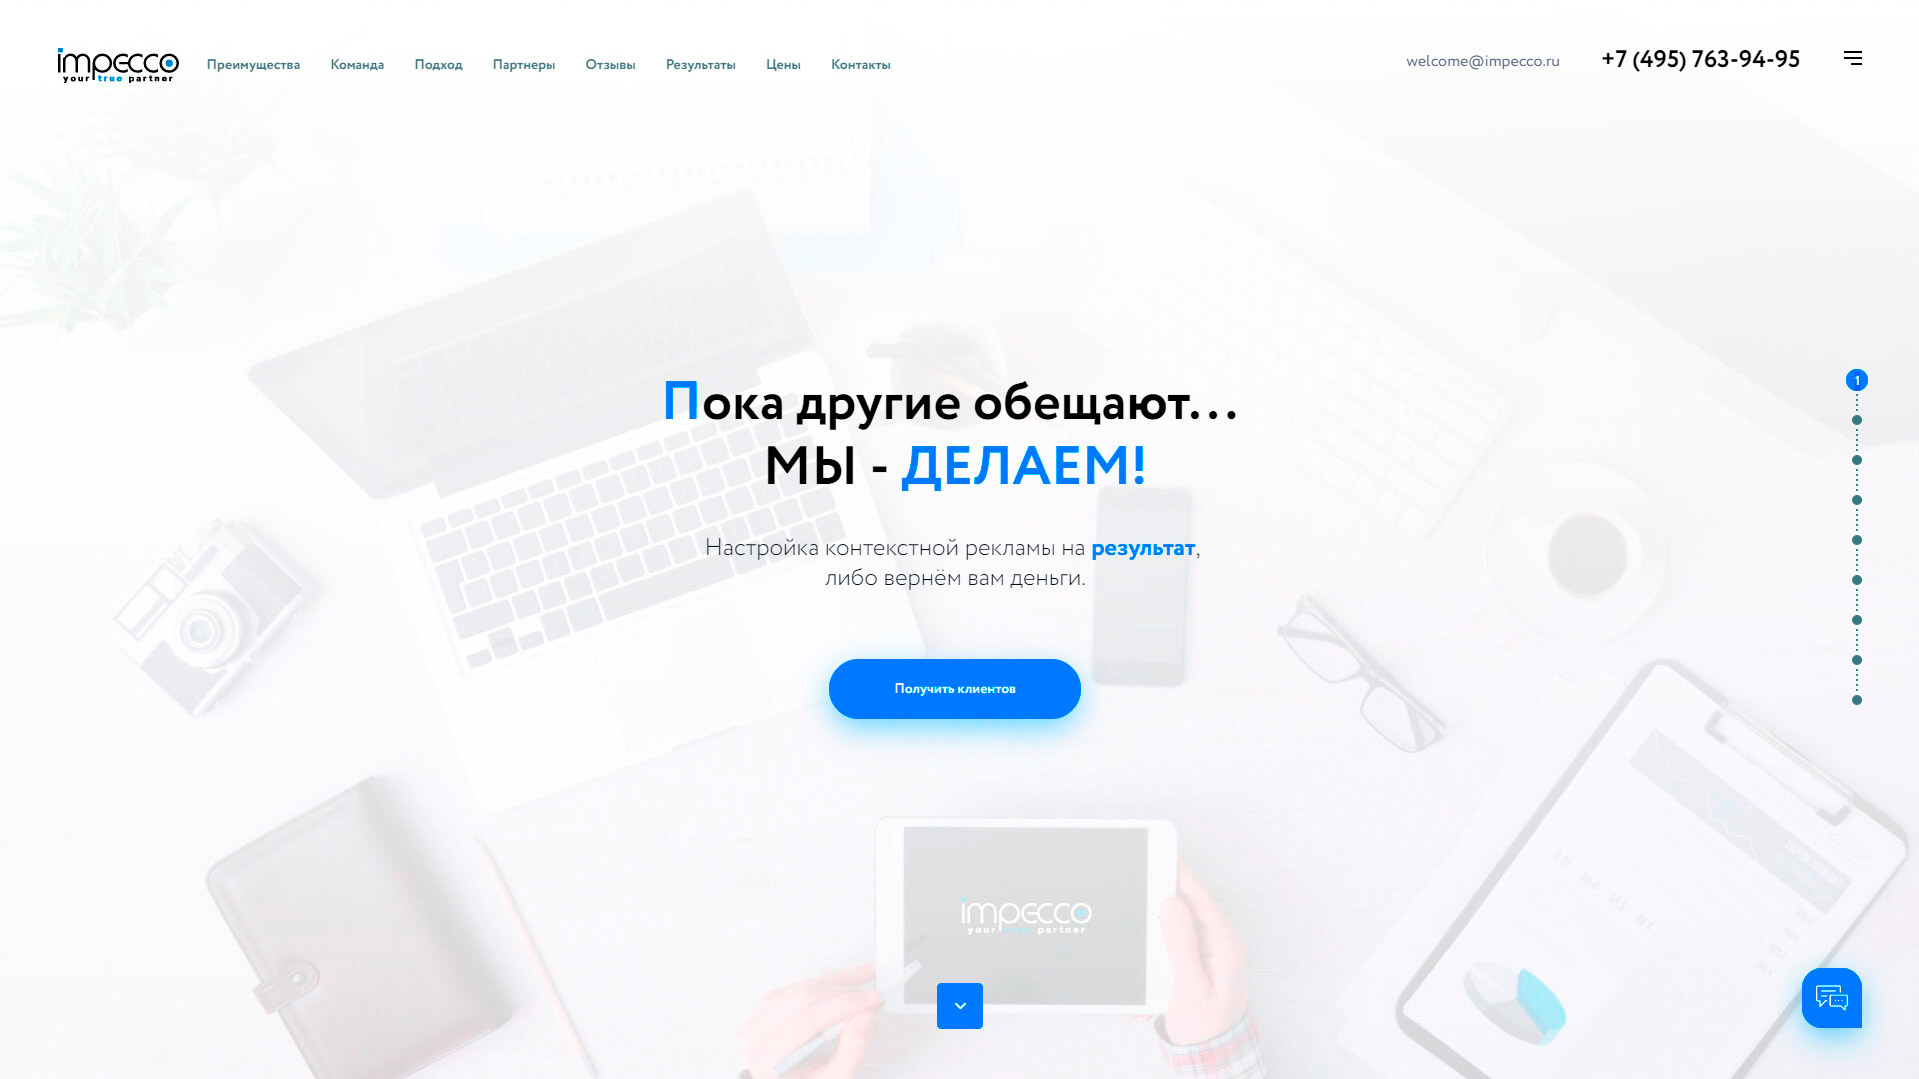 impecco
your true partner
Преимущества
Команда
Подход
Партнеры
Отзывы
Результаты
Цены
Контакты
welcome@impecco.ru
+7 (495) 763-94-95
Пока другие обещают...
МЫ - ДЕЛАЕМ!
1
Настройка контекстной рекламы на результат,
либо вернём вам деньги.
Получить клиентов
impecco
your true partner